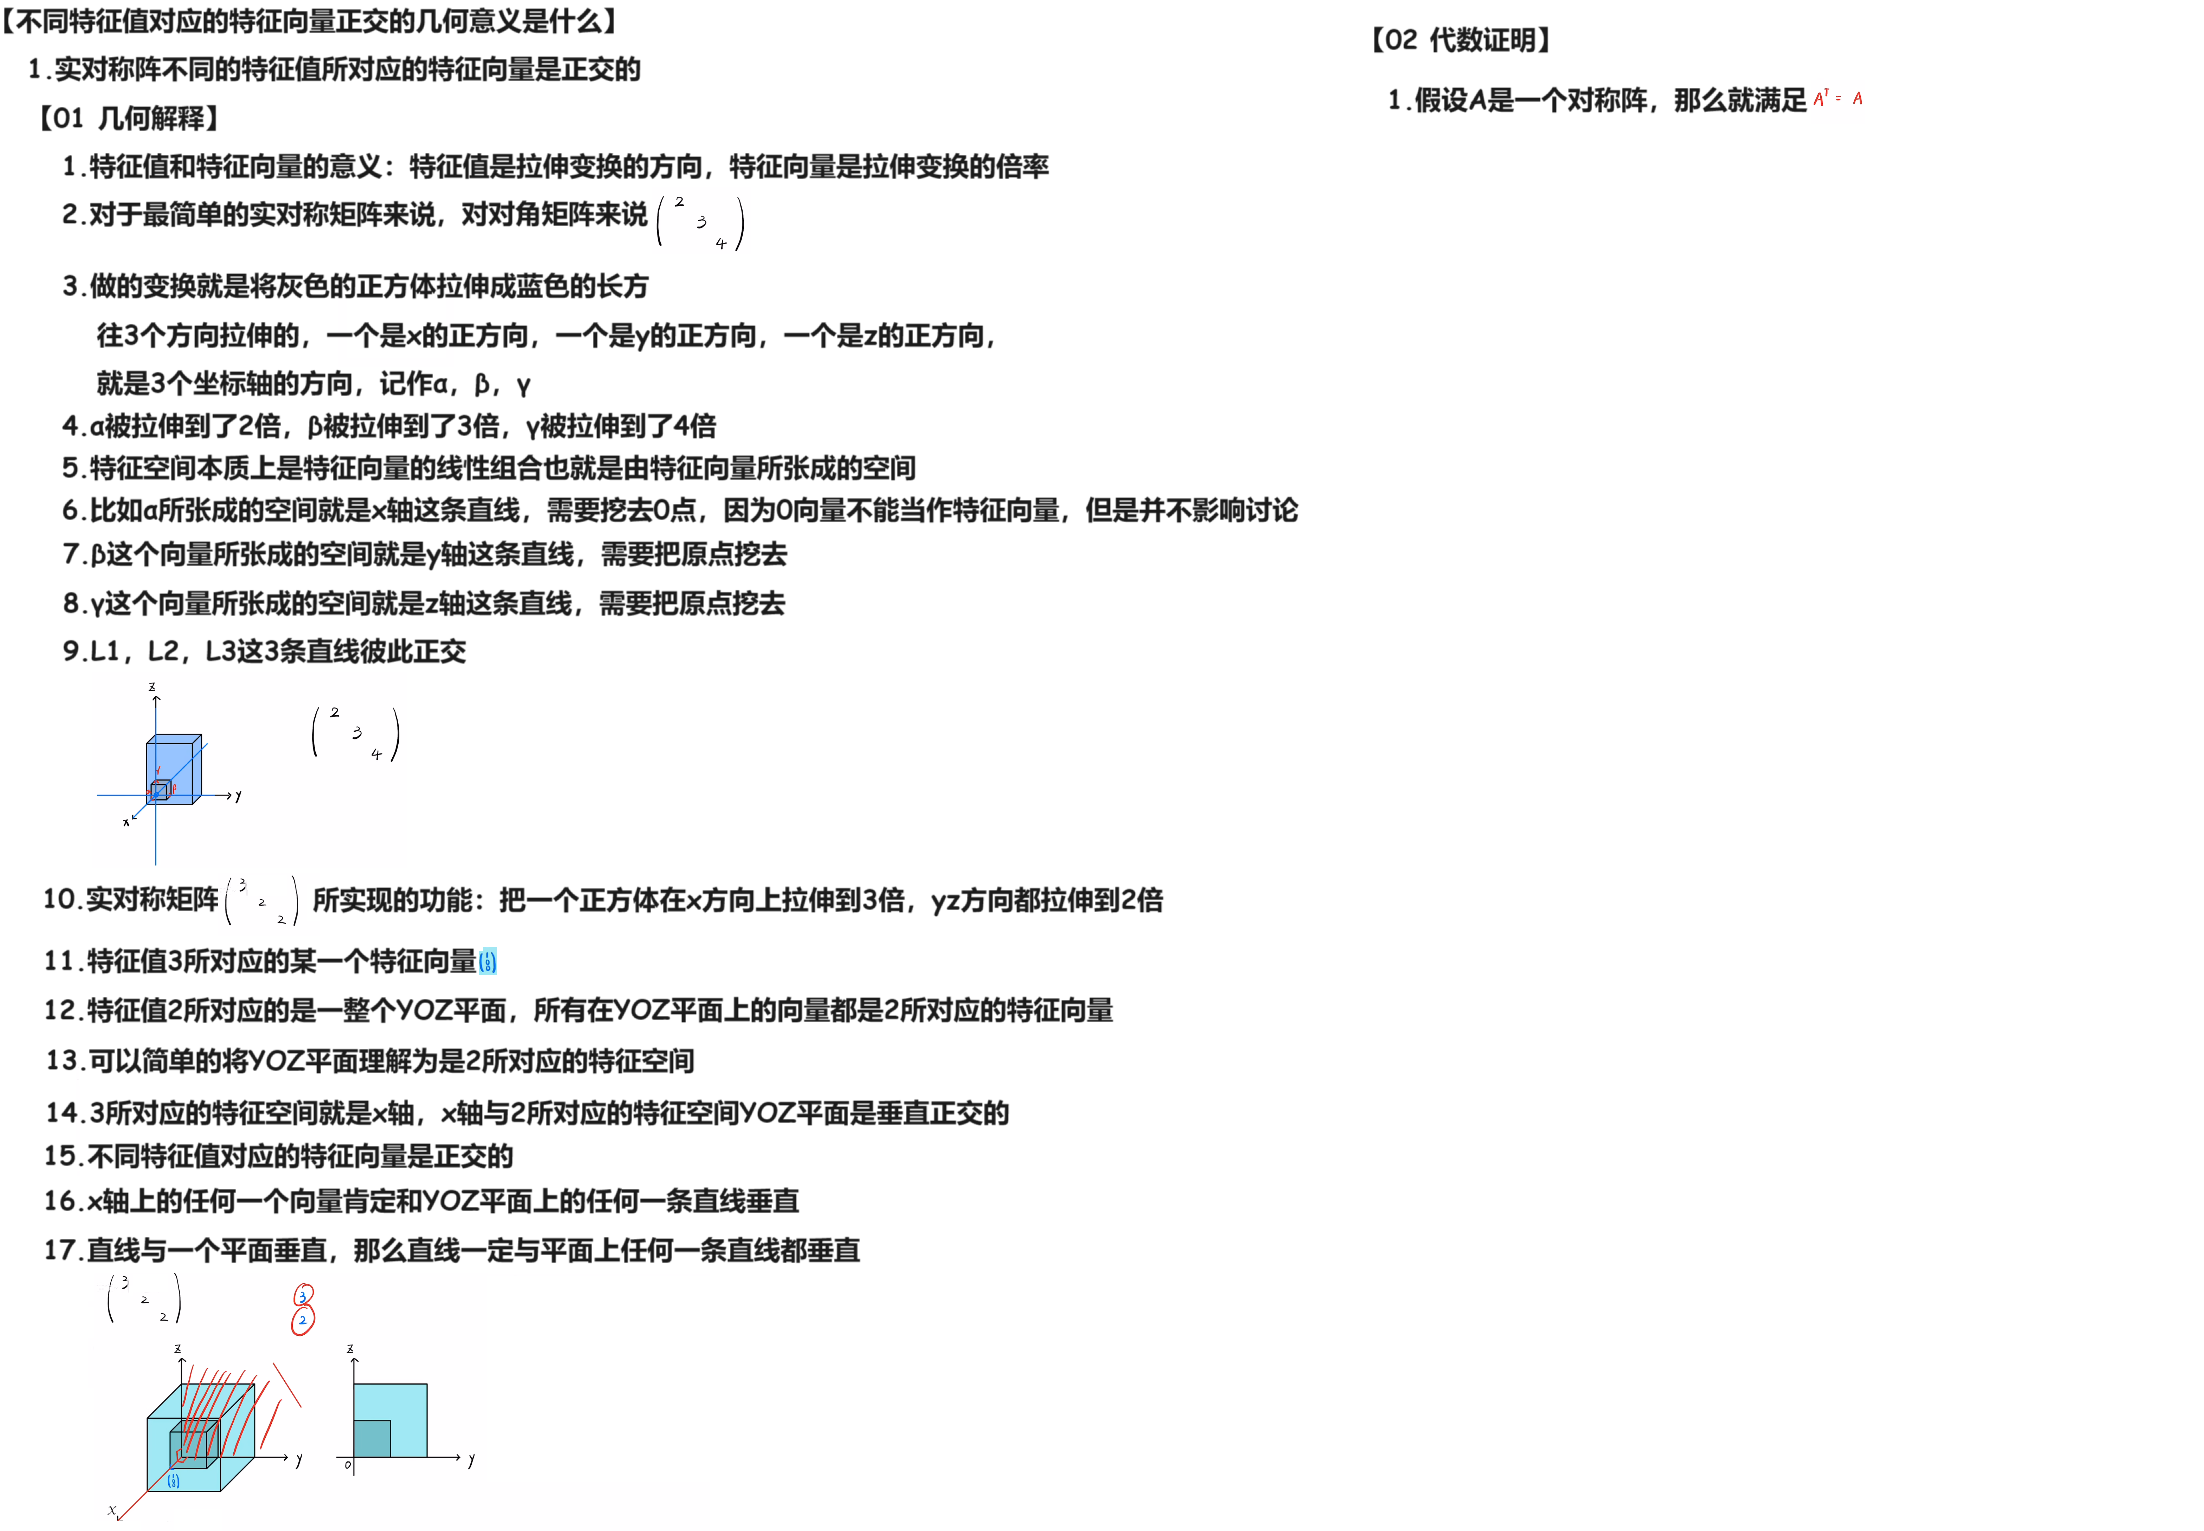 【不同特征值对应的特征向量正交的几何意义是什么】
1.实对称阵不同的特征值所对应的特征向量是正交的
【01 几何解释】
1.特征值和特征向量的意义：特征值是拉伸变换的方向，特征向量是拉伸变换的倍率
2.对于最简单的实对称矩阵来说，对对角矩阵来说 ( 2 3 4 )
3.做的变换就是将灰色的正方体拉伸成蓝色的长方
往3个方向拉伸的，一个是x的正方向，一个是y的正方向，一个是z的正方向，
就是3个坐标轴的方向，记作α，β，γ
4.α被拉伸到了2倍，β被拉伸到了3倍，γ被拉伸到了4倍
5.特征空间本质上是特征向量的线性组合也就是由特征向量所张成的空间
6.比如α所张成的空间就是x轴这条直线，需要挖去0点，因为0向量不能当作特征向量，但是并不影响讨论
7.β这个向量所张成的空间就是y轴这条直线，需要把原点挖去
8.γ这个向量所张成的空间就是z轴这条直线，需要把原点挖去
9.L1，L2，L3这3条直线彼此正交
z
( 2 3 4 )
γ
β
y
x
10.实对称矩阵 ( 3 2 2 ) 所实现的功能：把一个正方体在x方向上拉伸到3倍，yz方向都拉伸到2倍
11.特征值3所对应的某一个特征向量 ( 1 0 0 )
12.特征值2所对应的是一整个YOZ平面，所有在YOZ平面上的向量都是2所对应的特征向量
13.可以简单的将YOZ平面理解为是2所对应的特征空间
14.3所对应的特征空间就是x轴，x轴与2所对应的特征空间YOZ平面是垂直正交的
15.不同特征值对应的特征向量是正交的
16.x轴上的任何一个向量肯定和YOZ平面上的任何一条直线垂直
17.直线与一个平面垂直，那么直线一定与平面上任何一条直线都垂直
( 3 2 2 )
3
2
z
y
( 1 0 0 )
x
z
0
y
【02 代数证明】
1.假设A是一个对称阵，那么就满足 Aᵀ = A